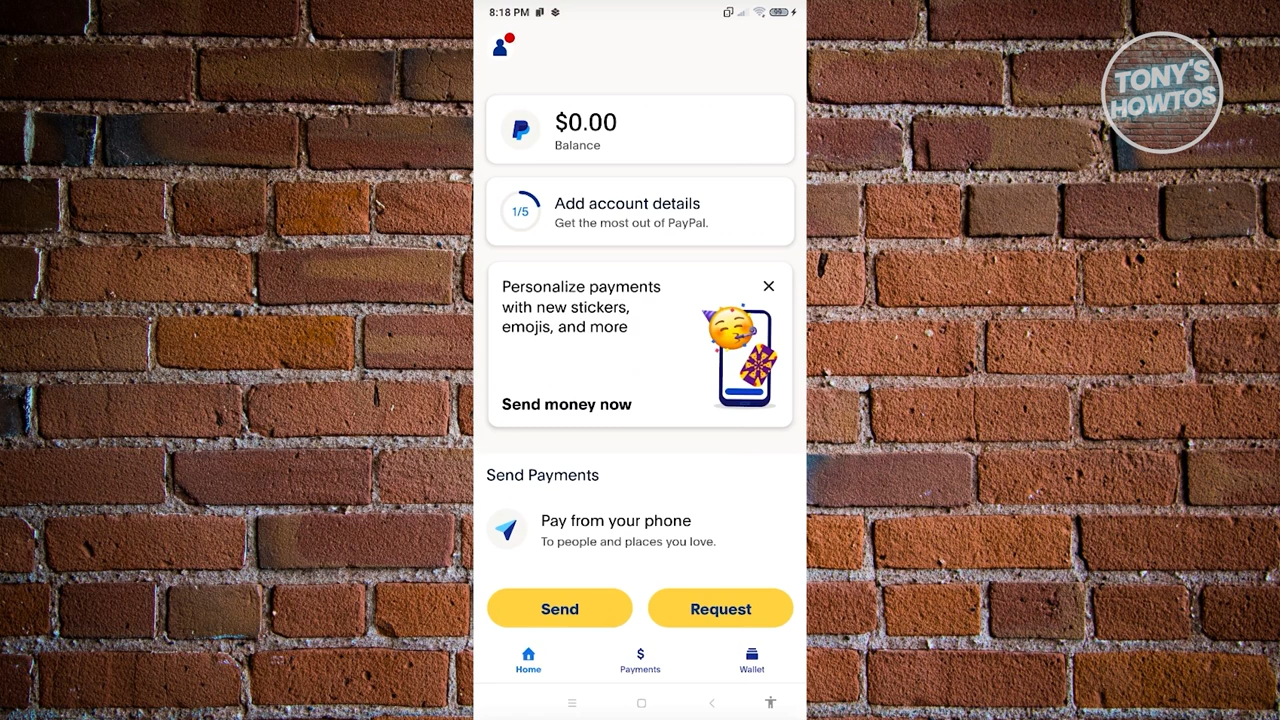 8:18 PM
99
TONY'S
HOWTOS
$0.00
Balance
1/5
Add account details
Get the most out of PayPal.
Personalize payments
with new stickers,
emojis, and more
Send money now
Send Payments
Pay from your phone
To people and places you love.
Send
Request
Home
Payments
Wallet